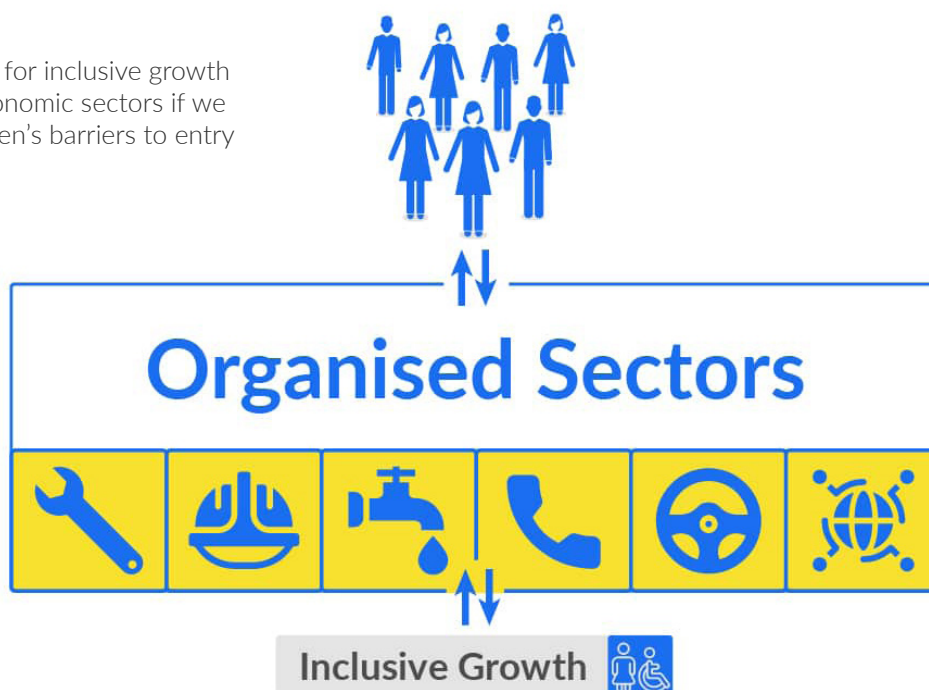 for inclusive growth
onomic sectors if we
en's barriers to entry
Organised Sectors
Inclusive Growth